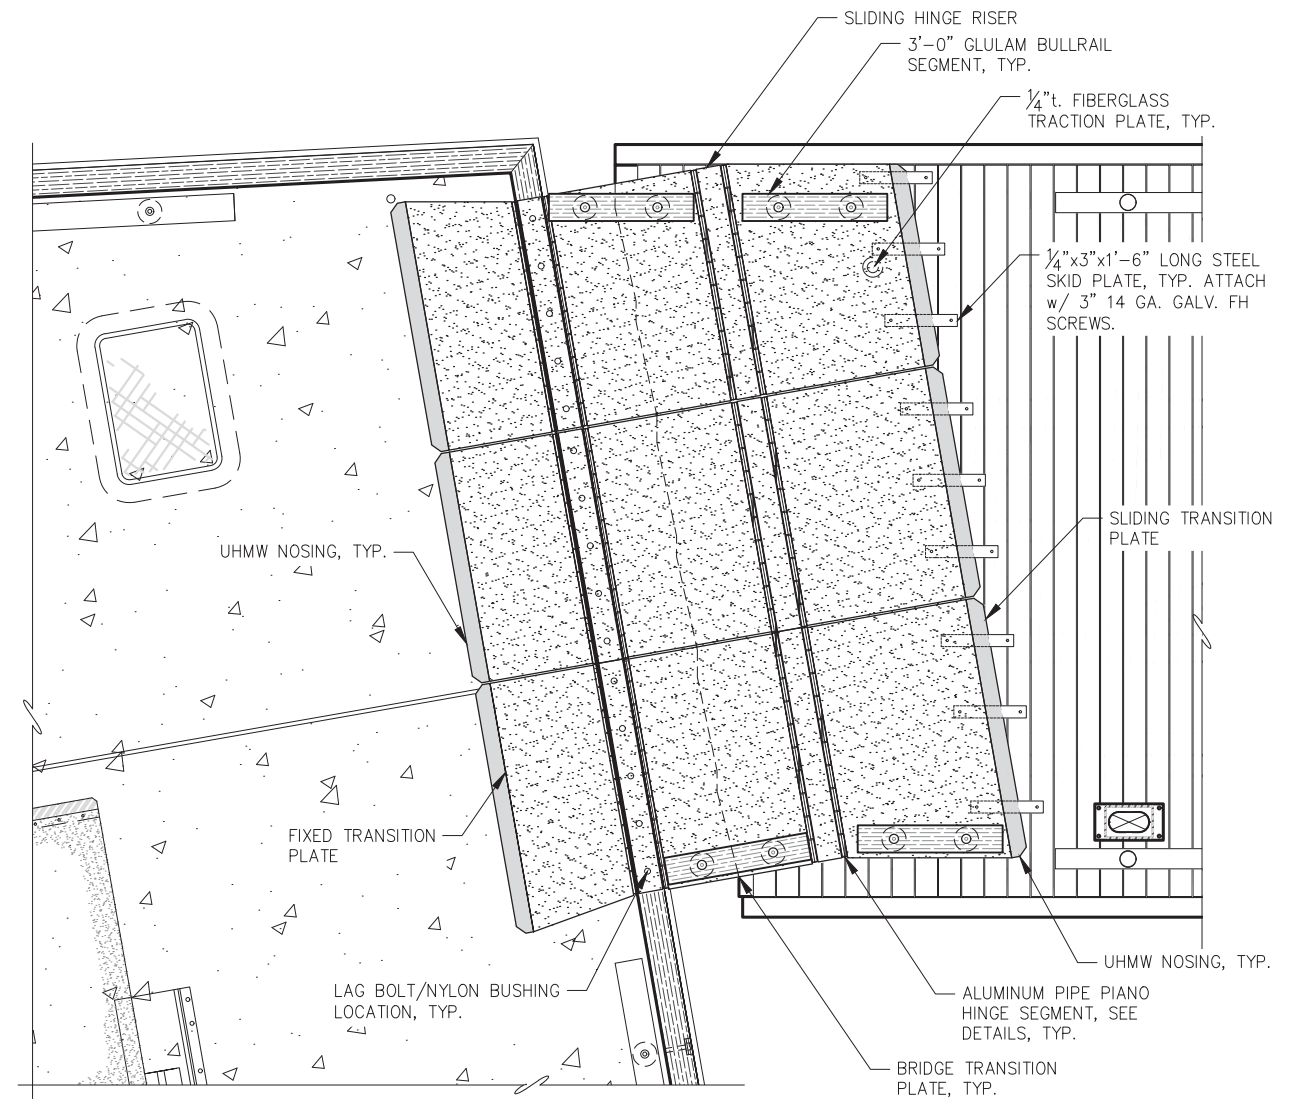 SLIDING HINGE RISER
3'-0" GLULAM BULLRAIL
SEGMENT, TYP.
1/4"t. FIBERGLASS
TRACTION PLATE, TYP.
1/4"x3"x1'-6" LONG STEEL
SKID PLATE, TYP. ATTACH
w/ 3" 14 GA. GALV. FH
SCREWS.
SLIDING TRANSITION
PLATE
UHMW NOSING, TYP.
FIXED TRANSITION
PLATE
LAG BOLT/NYLON BUSHING
LOCATION, TYP.
UHMW NOSING, TYP.
ALUMINUM PIPE PIANO
HINGE SEGMENT, SEE
DETAILS, TYP.
BRIDGE TRANSITION
PLATE, TYP.